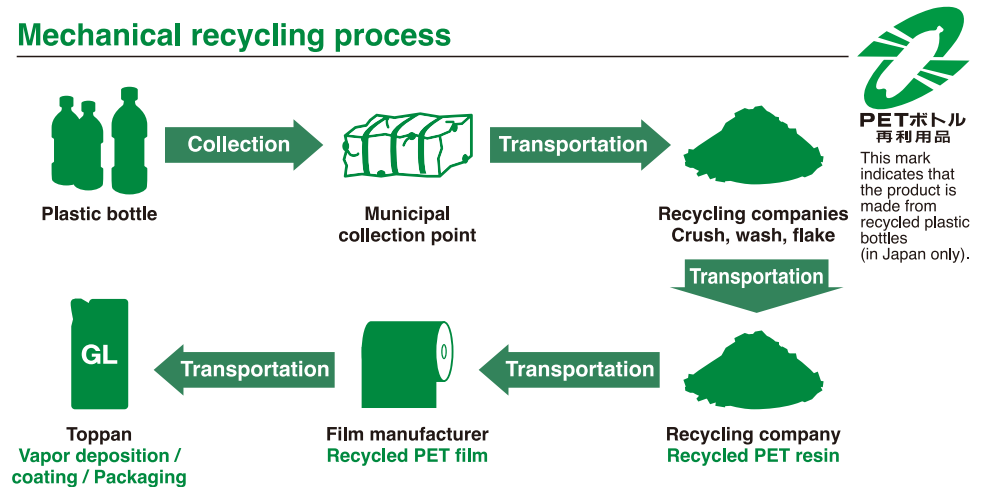 Mechanical recycling process
PETボトル
再利用品
This mark
indicates that
the product is
made from
recycled plastic
bottles
(in Japan only).
Collection
Transportation
Plastic bottle
Municipal
collection point
Recycling companies
Crush, wash, flake
Transportation
GL
Transportation
Transportation
Toppan
Vapor deposition /
coating / Packaging
Film manufacturer
Recycled PET film
Recycling company
Recycled PET resin